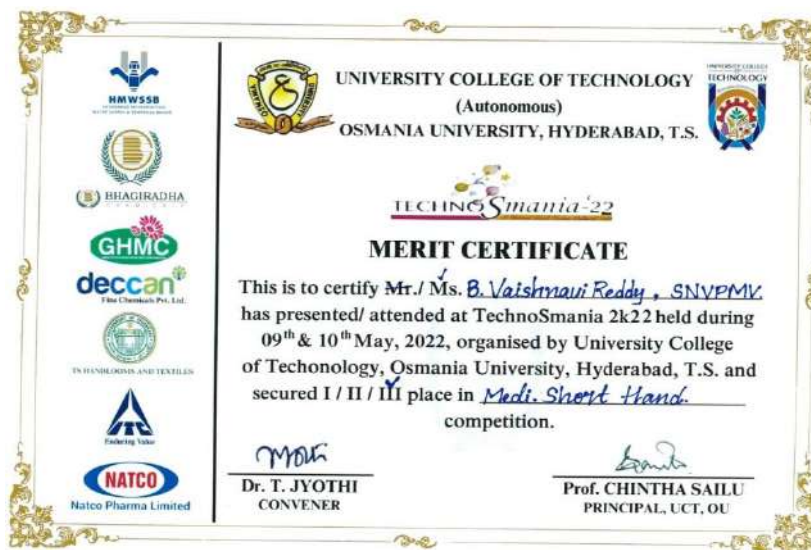 HMWSSB
BHAGIRADHA
GHMC
deccan
Fine Chemicals Pvt. Ltd.
TS HANDLOOMS AND TEXTILES
ITC
Enduring Value
NATCO
Natco Pharma Limited
UNIVERSITY COLLEGE OF TECHNOLOGY
(Autonomous)
OSMANIA UNIVERSITY, HYDERABAD, T.S.
UNIVERSITY COLLEGE
OF
TECHNOLOGY
TECHNOSmania'22
MERIT CERTIFICATE
This is to certify Mr./ Ms. B. Vaishnavi Reddy, SNVPMV.
has presented/ attended at TechnoSmania 2k22 held during
09th & 10th May, 2022, organised by University College
of Techonology, Osmania University, Hyderabad, T.S. and
secured I / II / III place in Medi. Short Hand.
competition.
Dr. T. JYOTHI
CONVENER
Prof. CHINTHA SAILU
PRINCIPAL, UCT, OU